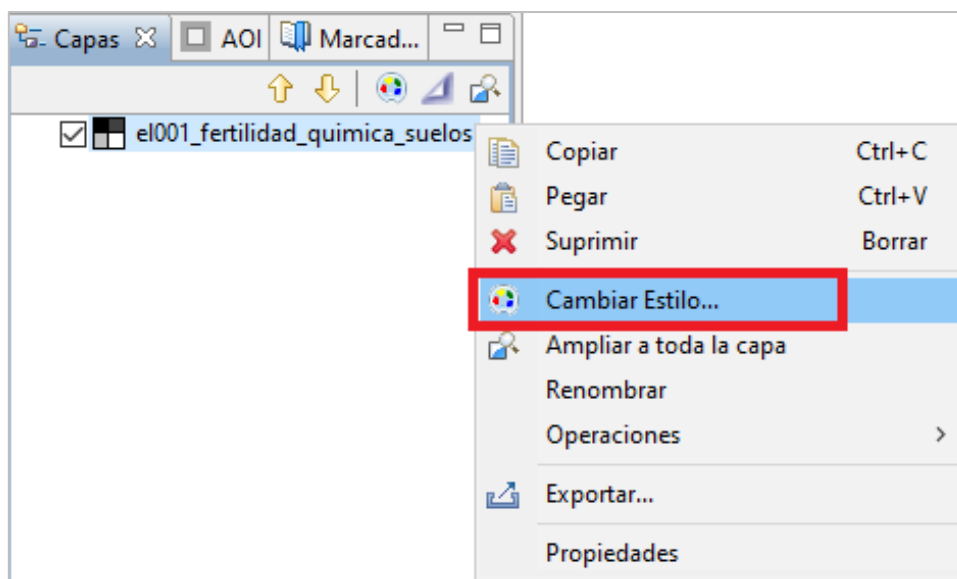 Capas AOI Marcad...
el001_fertilidad_quimica_suelos
Copiar Ctrl+C
Pegar Ctrl+V
Suprimir Borrar
Cambiar Estilo...
Ampliar a toda la capa
Renombrar
Operaciones
Exportar...
Propiedades